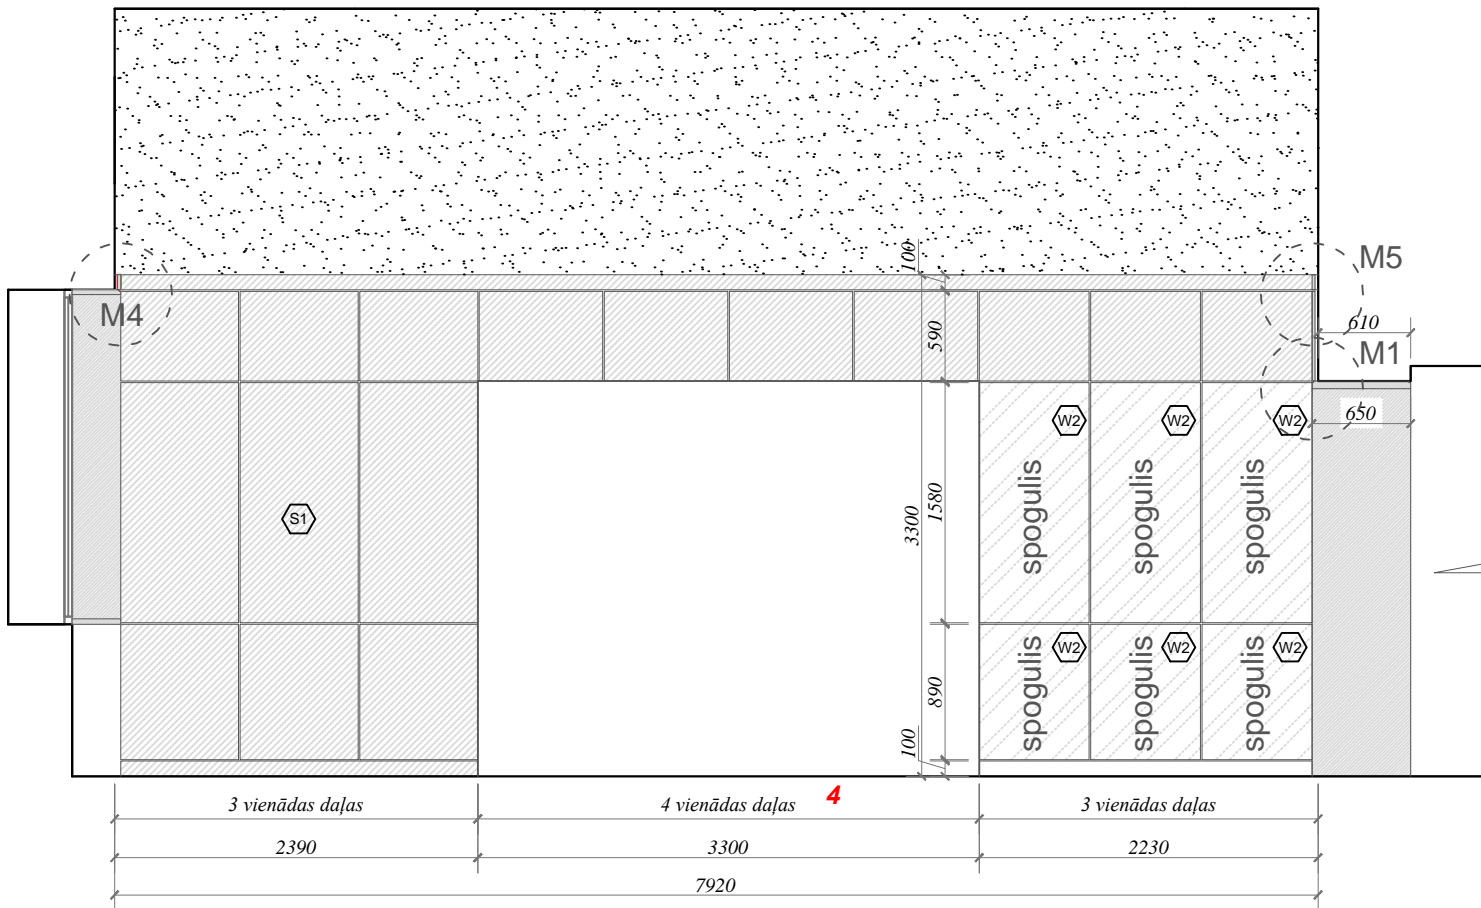 100
M5
M4
610
590
M1
W2 W2 W2
650
spogulis spogulis spogulis
1580
3300
S1
W2 W2 W2
spogulis spogulis spogulis
890
100
3 vienādas daļas 4 vienādas daļas 4 3 vienādas daļas
2390 3300 2230
7920